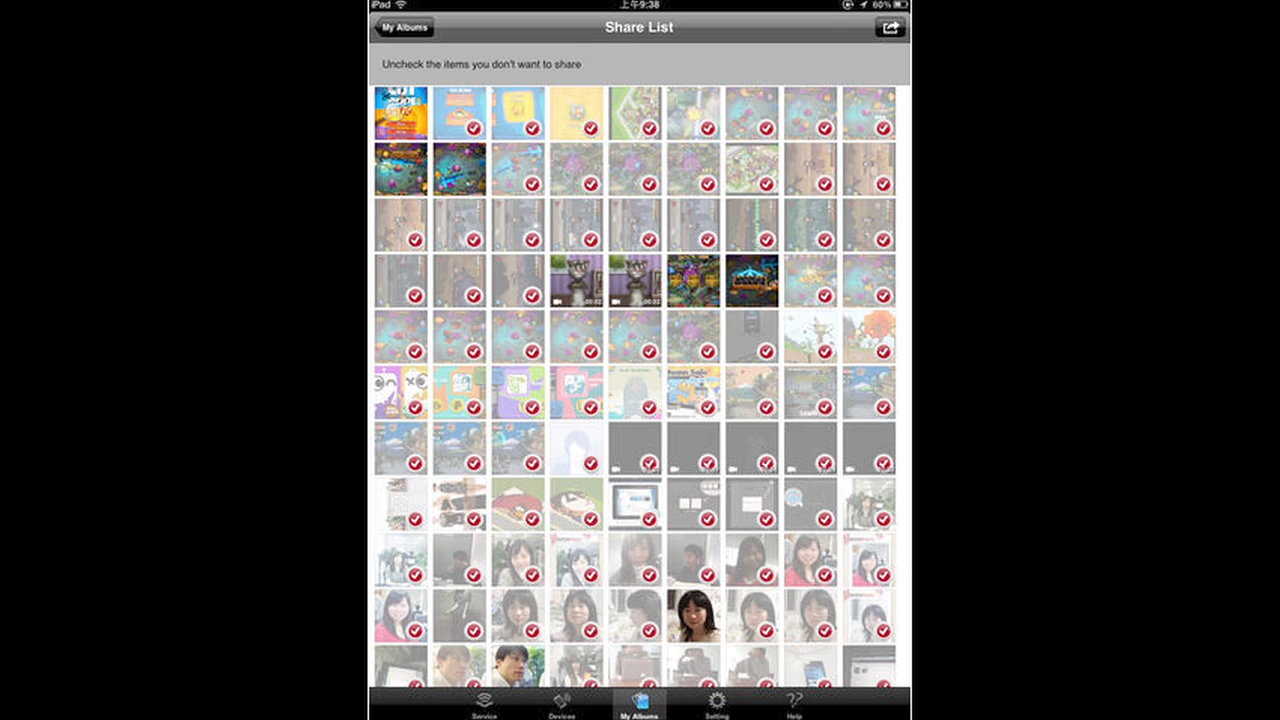 iPad 上午9:38 60%
My Albums Share List
Uncheck the items you don't want to share
Service Devices My Albums Setting Help